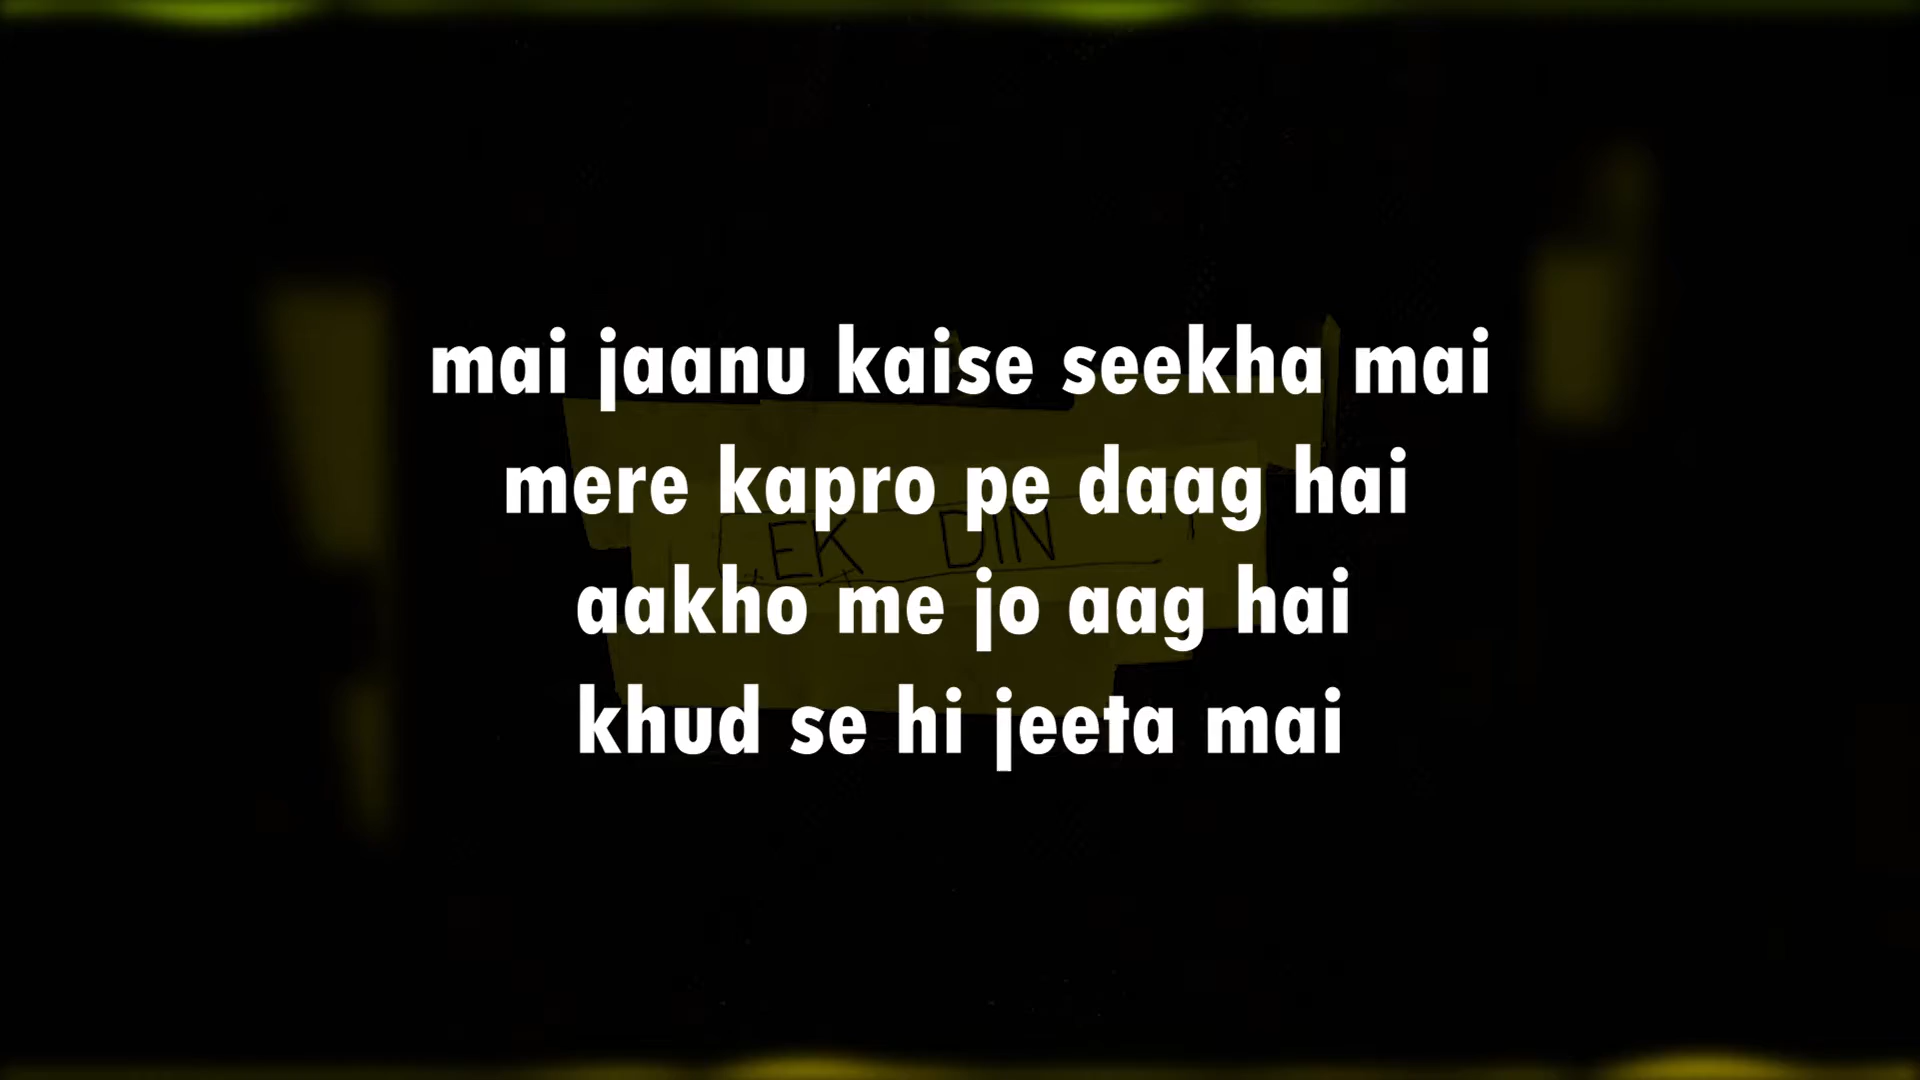 mai jaanu kaise seekha mai
mere kapro pe daag hai
EK DIN
aakho me jo aag hai
khud se hi jeeta mai